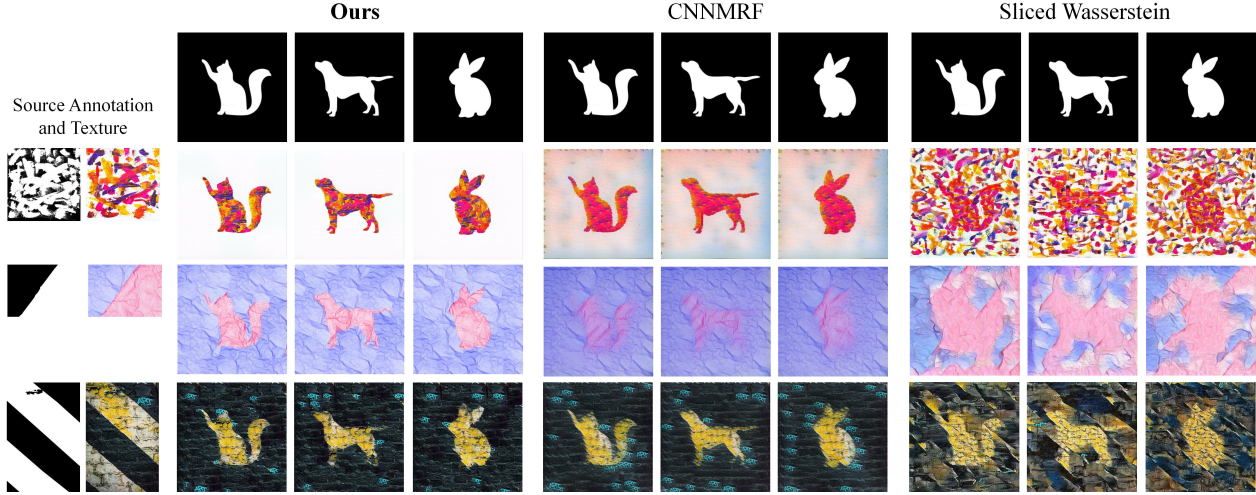 Ours
CNNMRF
Sliced Wasserstein
Source Annotation
and Texture